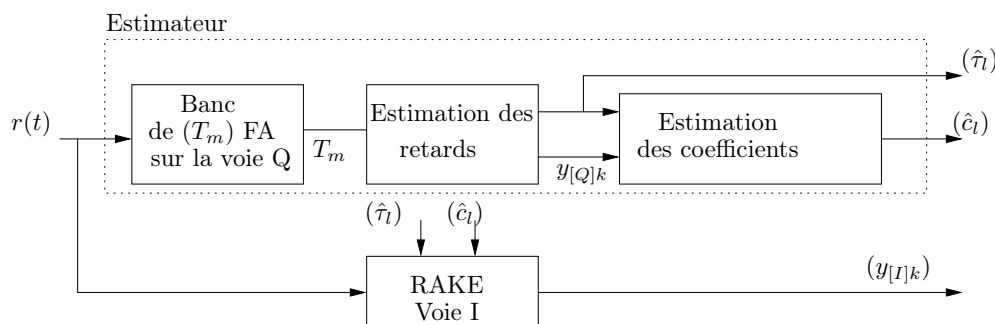 Estimateur
(τ̂_l)
r(t)
Banc
de (T_m) FA
sur la voie Q
T_m
Estimation des
retards
y_{[Q]k}
Estimation
des coefficients
(ĉ_l)
(τ̂_l)
(ĉ_l)
RAKE
Voie I
(y_{[I]k})